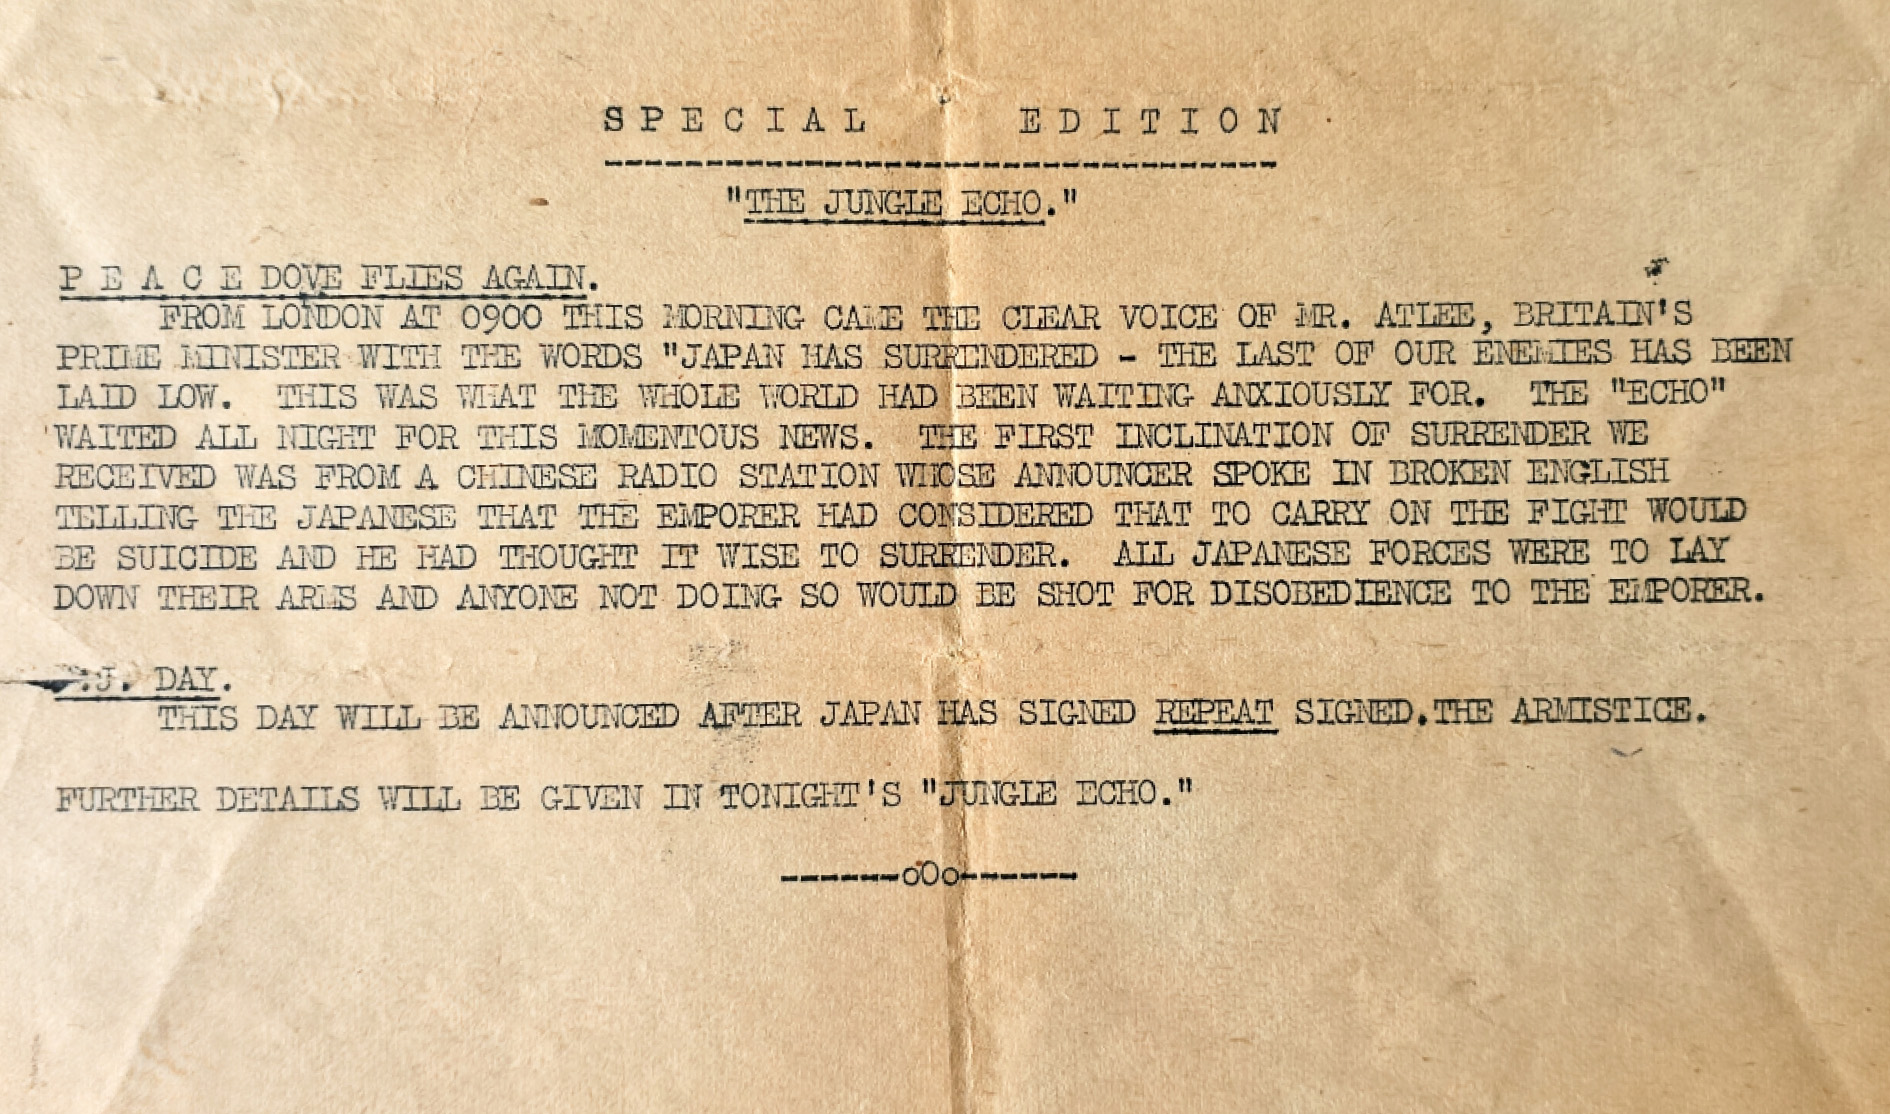 SPECIAL EDITION
"THE JUNGLE ECHO."
P E A C E DOVE FLIES AGAIN.
FROM LONDON AT 0900 THIS MORNING CAME THE CLEAR VOICE OF MR. ATLEE, BRITAIN'S
PRIME MINISTER WITH THE WORDS "JAPAN HAS SURRENDERED - THE LAST OF OUR ENEMIES HAS BEEN
LAID LOW. THIS WAS WHAT THE WHOLE WORLD HAD BEEN WAITING ANXIOUSLY FOR. THE "ECHO"
WAITED ALL NIGHT FOR THIS MOMENTOUS NEWS. THE FIRST INCLINATION OF SURRENDER WE
RECEIVED WAS FROM A CHINESE RADIO STATION WHOSE ANNOUNCER SPOKE IN BROKEN ENGLISH
TELLING THE JAPANESE THAT THE EMPORER HAD CONSIDERED THAT TO CARRY ON THE FIGHT WOULD
BE SUICIDE AND HE HAD THOUGHT IT WISE TO SURRENDER. ALL JAPANESE FORCES WERE TO LAY
DOWN THEIR ARMS AND ANYONE NOT DOING SO WOULD BE SHOT FOR DISOBEDIENCE TO THE EMPORER.
.J. DAY.
THIS DAY WILL BE ANNOUNCED AFTER JAPAN HAS SIGNED REPEAT SIGNED.THE ARMISTICE.
FURTHER DETAILS WILL BE GIVEN IN TONIGHT'S "JUNGLE ECHO."
------oOo------